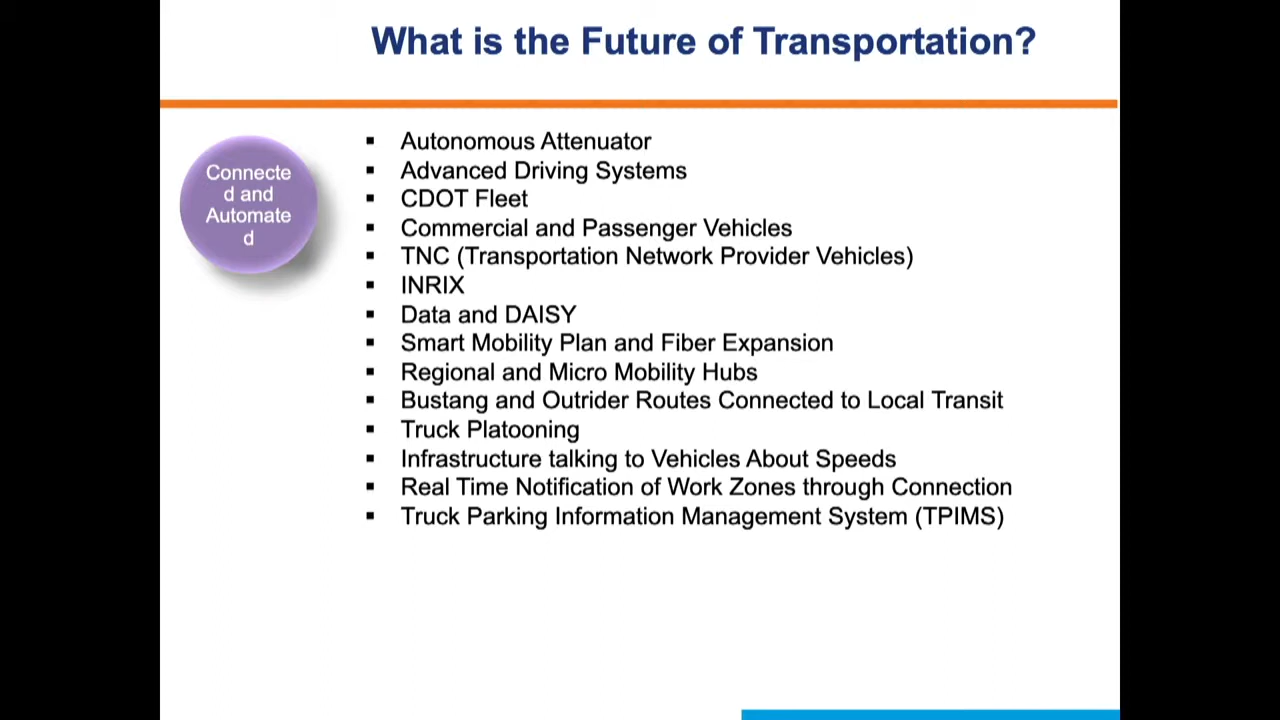 What is the Future of Transportation?
Connecte
d and
Automate
d
▪ Autonomous Attenuator
▪ Advanced Driving Systems
▪ CDOT Fleet
▪ Commercial and Passenger Vehicles
▪ TNC (Transportation Network Provider Vehicles)
▪ INRIX
▪ Data and DAISY
▪ Smart Mobility Plan and Fiber Expansion
▪ Regional and Micro Mobility Hubs
▪ Bustang and Outrider Routes Connected to Local Transit
▪ Truck Platooning
▪ Infrastructure talking to Vehicles About Speeds
▪ Real Time Notification of Work Zones through Connection
▪ Truck Parking Information Management System (TPIMS)